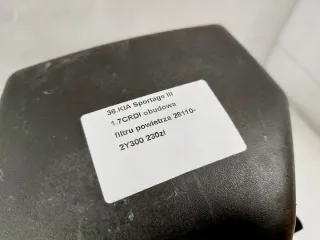 36.KIA Sportage III
1.7CRDI obudowa
filtru powietrza 28110-
2Y300 230zł